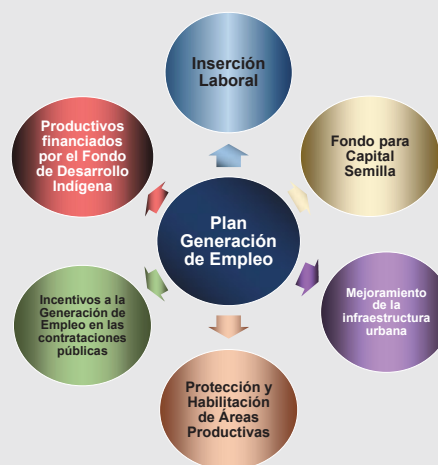 Inserción
Laboral
Productivos
financiados
por el Fondo
de Desarrollo
Indígena
Fondo para
Capital
Semilla
Plan
Generación
de Empleo
Incentivos a la
Generación de
Empleo en las
contrataciones
públicas
Mejoramiento
de la
infraestructura
urbana
Protección y
Habilitación
de Áreas
Productivas